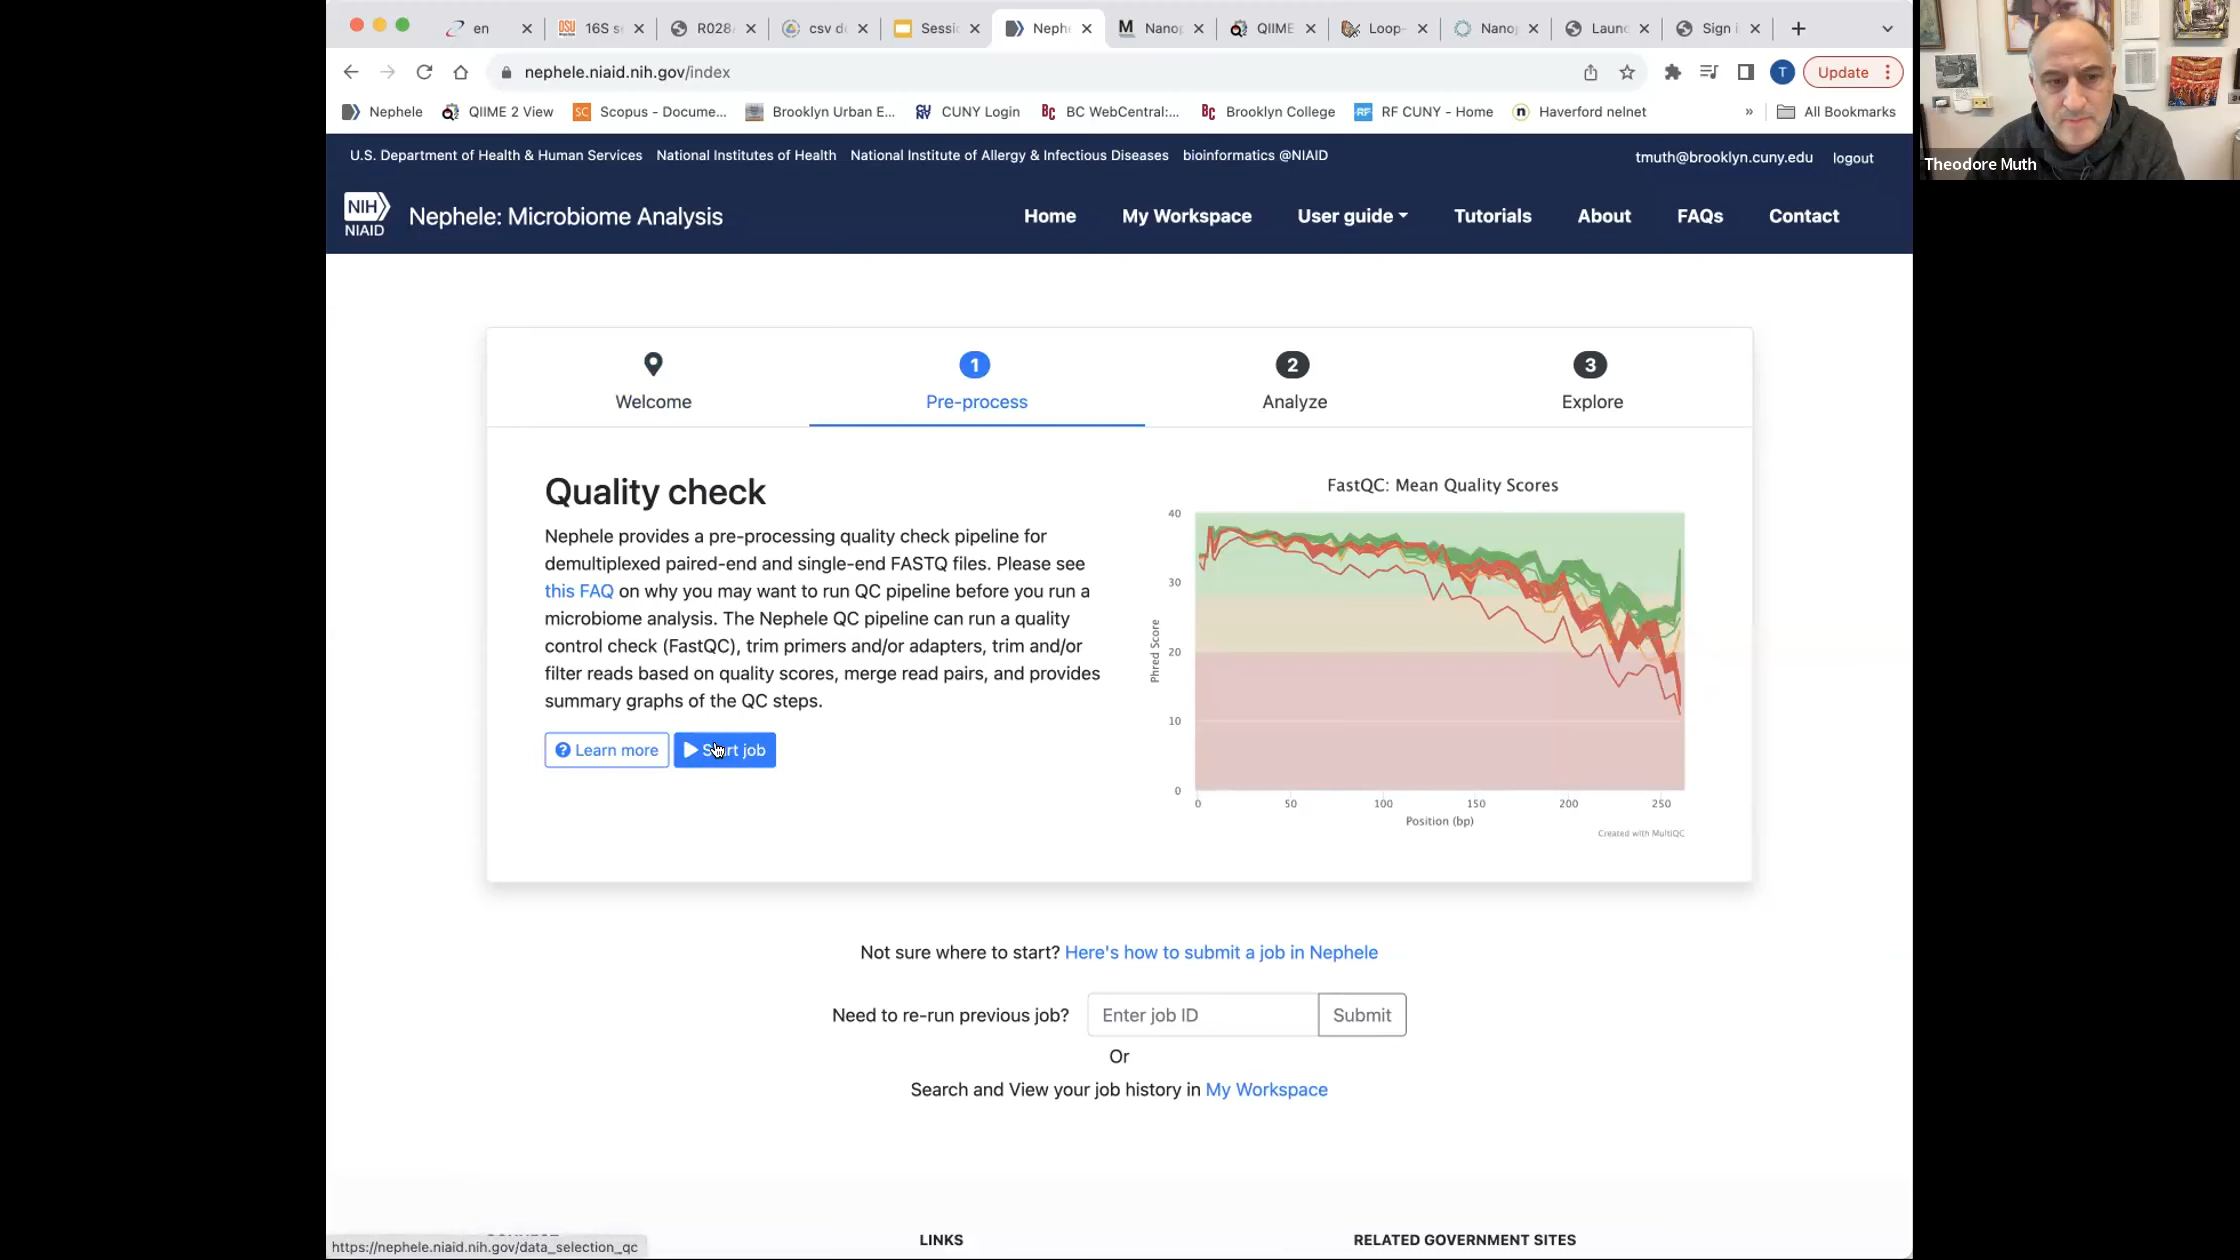 en
16S s
R028
csv d
Sessi
Neph
Nano
QIIME
Loop-
Nano
Laun
Sign i
nephele.niaid.nih.gov/index
T
Update
Nephele
QIIME 2 View
SC
Scopus - Docume...
Brooklyn Urban E...
CUNY Login
BC WebCentral:...
Brooklyn College
RF CUNY - Home
Haverford nelnet
»
All Bookmarks
Theodore Muth
U.S. Department of Health & Human Services National Institutes of Health National Institute of Allergy & Infectious Diseases bioinformatics @NIAID
tmuth@brooklyn.cuny.edu logout
NIH
NIAID
Nephele: Microbiome Analysis
Home My Workspace User guide Tutorials About FAQs Contact
Welcome
1
Pre-process
2
Analyze
3
Explore
Quality check
Nephele provides a pre-processing quality check pipeline for
demultiplexed paired-end and single-end FASTQ files. Please see
this FAQ on why you may want to run QC pipeline before you run a
microbiome analysis. The Nephele QC pipeline can run a quality
control check (FastQC), trim primers and/or adapters, trim and/or
filter reads based on quality scores, merge read pairs, and provides
summary graphs of the QC steps.
Learn more
job
FastQC: Mean Quality Scores
40
30
20
10
0
Phred Score
0 50 100 150 200 250
Position (bp)
Created with MultiQC
Not sure where to start? Here's how to submit a job in Nephele
Need to re-run previous job? Enter job ID Submit
Or
Search and View your job history in My Workspace
LINKS
RELATED GOVERNMENT SITES
https://nephele.niaid.nih.gov/data_selection_qc